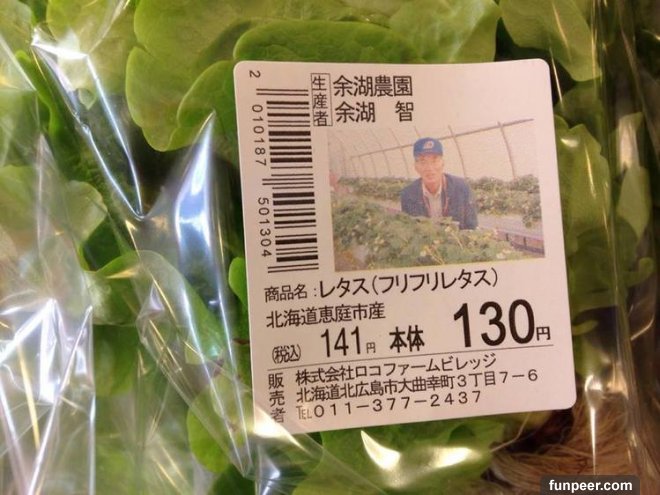 生産者 余湖農園
余湖 智
2 010187 501304
商品名:レタス(フリフリレタス)
北海道恵庭市産
(税込) 141円 本体 130円
販売者 株式会社ロコファームビレッジ
北海道北広島市大曲幸町3丁目7-6
TEL011-377-2437
funpeer.com